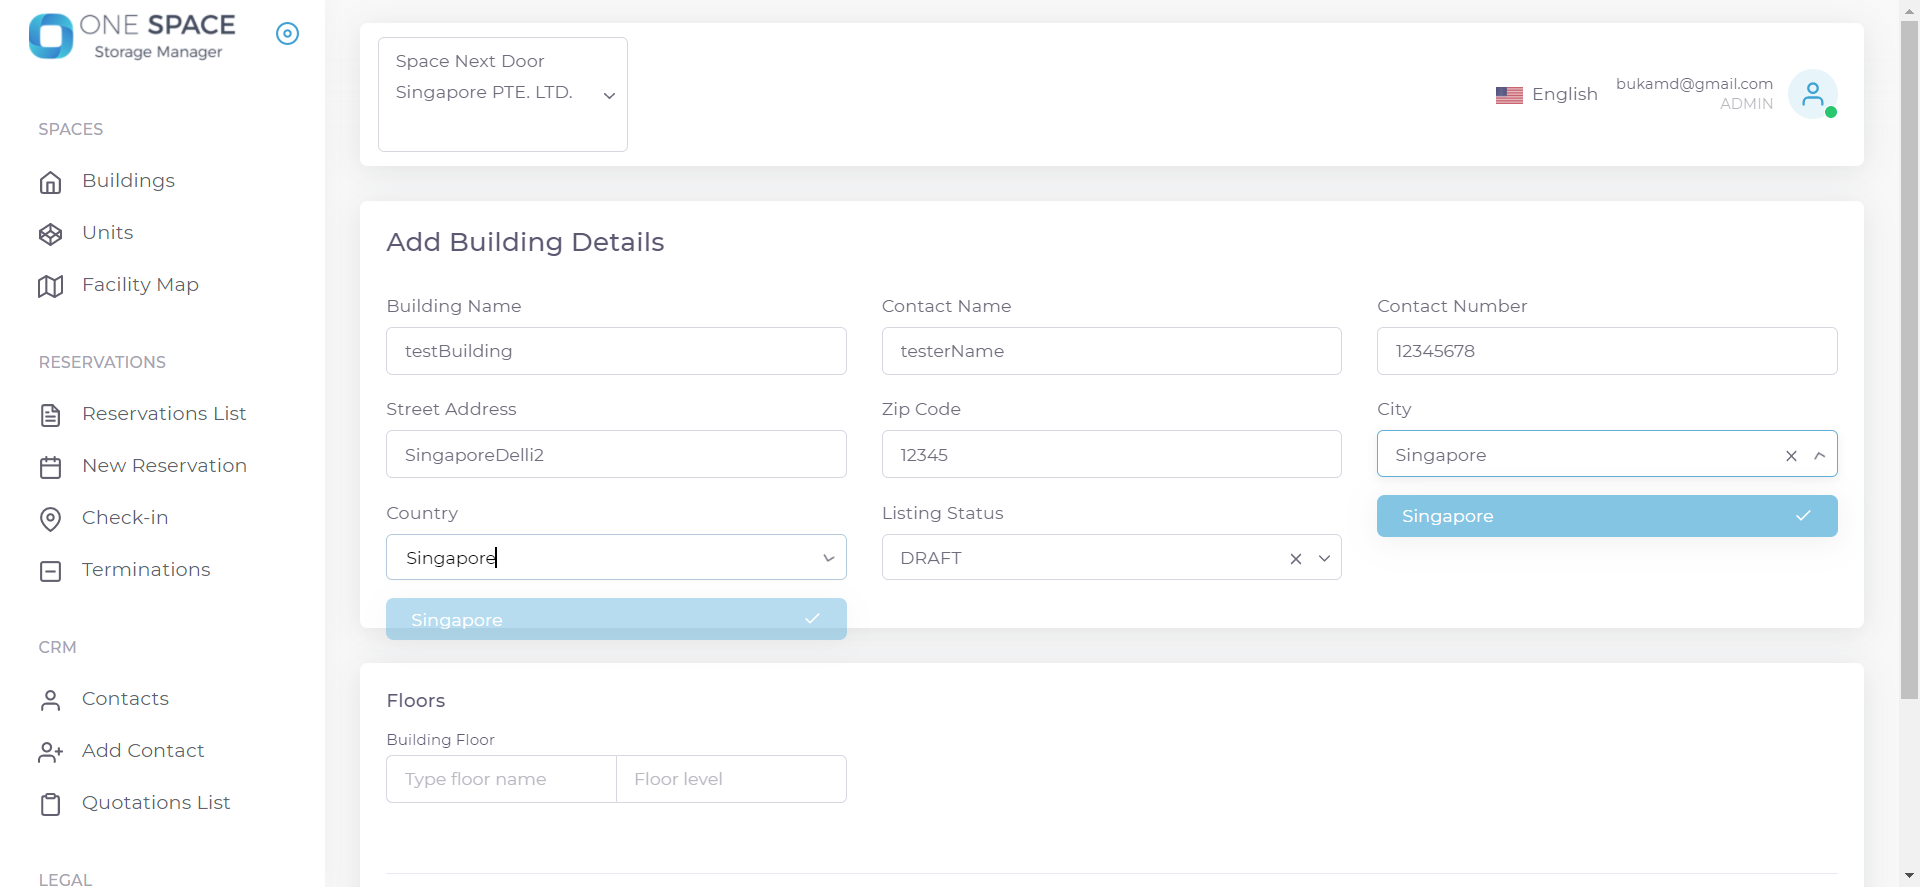 ONE SPACE
Storage Manager
SPACES
Buildings
Units
Facility Map
RESERVATIONS
Reservations List
New Reservation
Check-in
Terminations
CRM
Contacts
Add Contact
Quotations List
LEGAL
Space Next Door
Singapore PTE. LTD.
English
bukamd@gmail.com
ADMIN
Add Building Details
Building Name
Contact Name
Contact Number
testBuilding
testerName
12345678
Street Address
Zip Code
City
SingaporeDelli2
12345
Singapore
Singapore
Country
Listing Status
Singapore
DRAFT
Singapore
Floors
Building Floor
Type floor name
Floor level